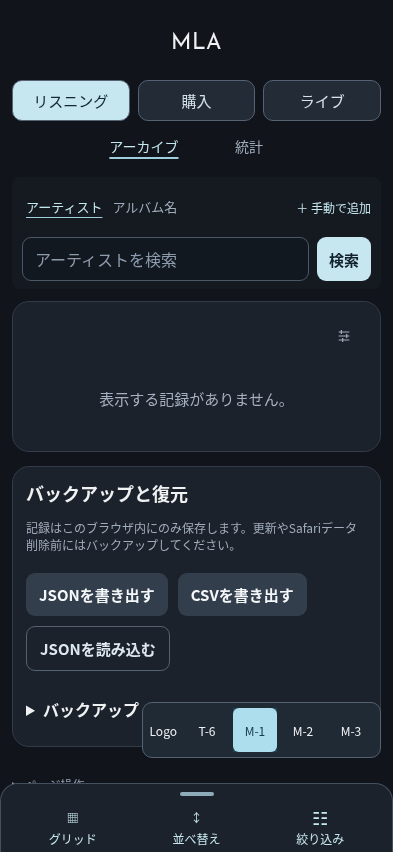 MLA
リスニング 購入 ライブ
アーカイブ 統計
アーティスト アルバム名 ＋ 手動で追加
アーティストを検索 検索
表示する記録がありません。
バックアップと復元
記録はこのブラウザ内にのみ保存します。更新やSafariデータ
削除前にはバックアップしてください。
JSONを書き出す CSVを書き出す
JSONを読み込む
▶ バックアップ
Logo T-6 M-1 M-2 M-3
グリッド 並べ替え 絞り込み